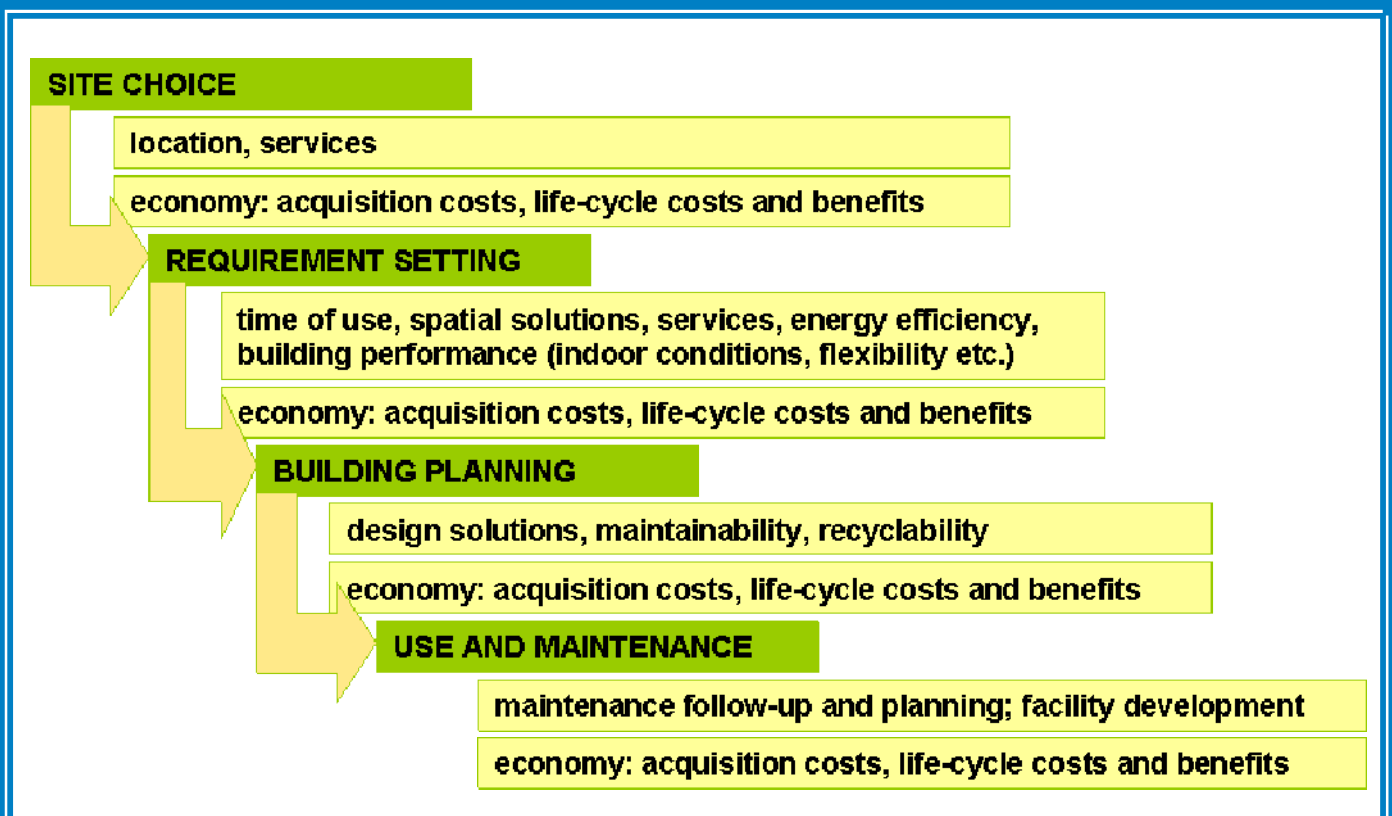 SITE CHOICE
location, services
economy: acquisition costs, life-cycle costs and benefits
REQUIREMENT SETTING
time of use, spatial solutions, services, energy efficiency,
building performance (indoor conditions, flexibility etc.)
economy: acquisition costs, life-cycle costs and benefits
BUILDING PLANNING
design solutions, maintainability, recyclability
economy: acquisition costs, life-cycle costs and benefits
USE AND MAINTENANCE
maintenance follow-up and planning; facility development
economy: acquisition costs, life-cycle costs and benefits